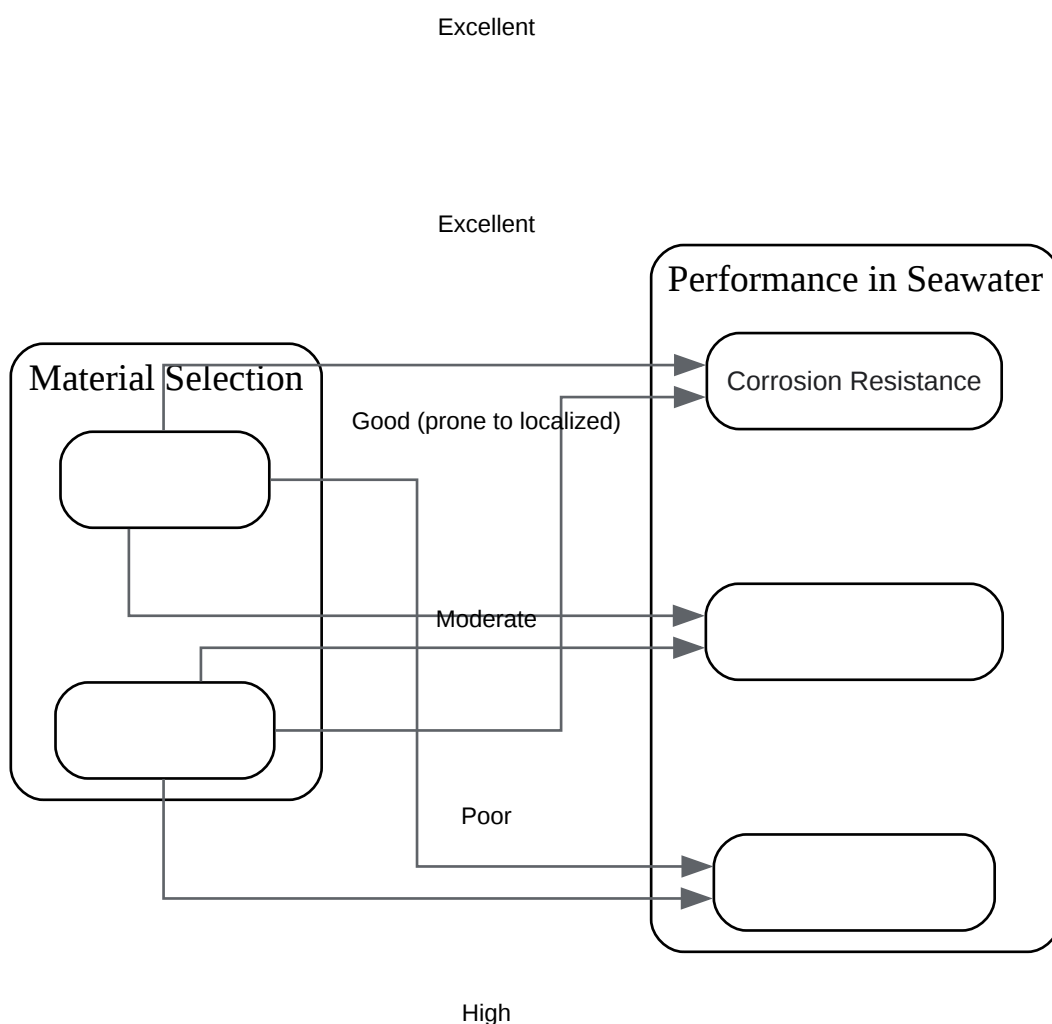 Excellent
Excellent
Performance in Seawater
Material Selection
Corrosion Resistance
Good (prone to localized)
Moderate
Poor
High